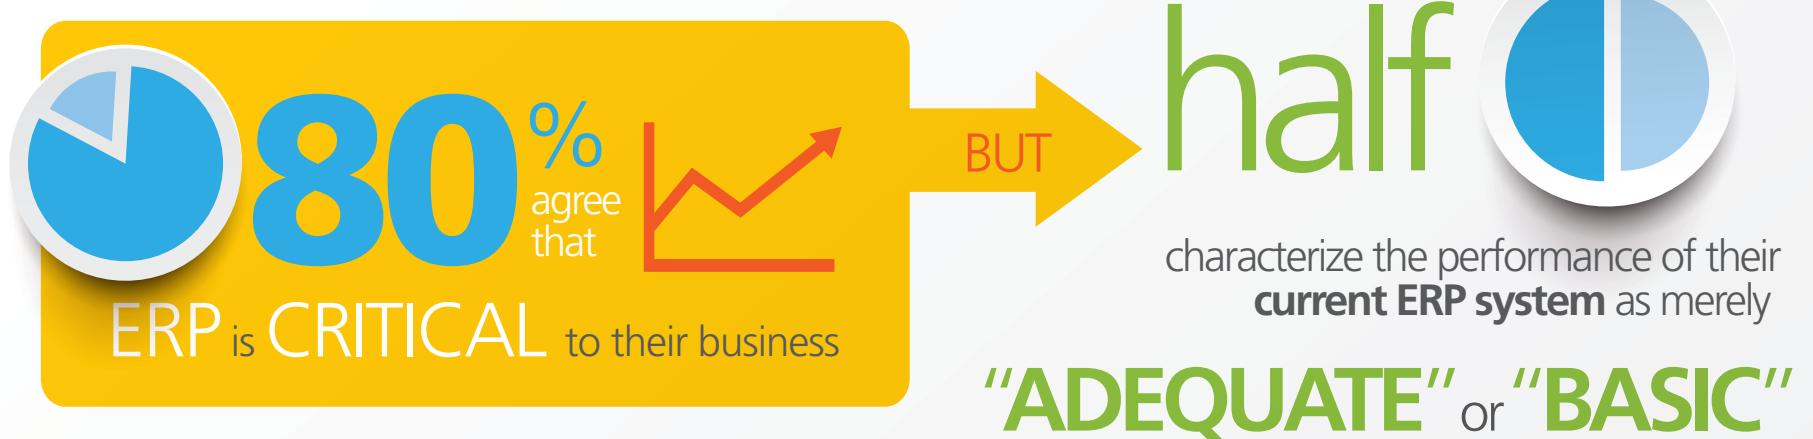 80%
agree
that
ERP is CRITICAL to their business
BUT
half
characterize the performance of their
current ERP system as merely
“ADEQUATE” or “BASIC”